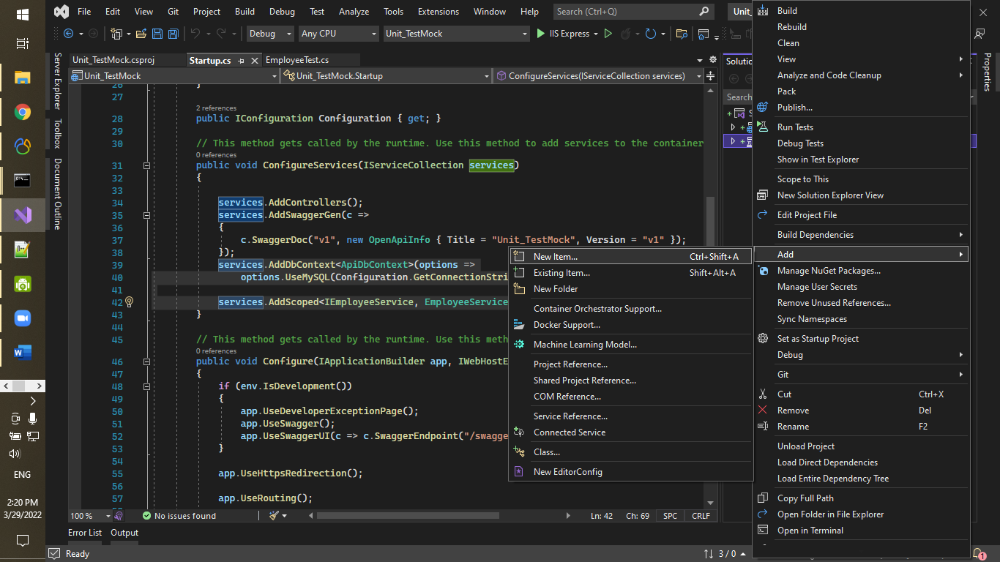 File Edit View Git Project Build Debug Test Analyze Tools Extensions Window Help Search (Ctrl+Q) Unit_
Debug Any CPU Unit_TestMock IIS Express
Server Explorer
Toolbox
Document Outline
Unit_TestMock.csproj Startup.cs EmployeeTest.cs
Unit_TestMock Unit_TestMock.Startup ConfigureServices(IServiceCollection services)
26 }
27
2 references
28 public IConfiguration Configuration { get; }
29
30 // This method gets called by the runtime. Use this method to add services to the container
0 references
31 public void ConfigureServices(IServiceCollection services)
32 {
33
34 services.AddControllers();
35 services.AddSwaggerGen(c =>
36 {
37 c.SwaggerDoc("v1", new OpenApiInfo { Title = "Unit_TestMock", Version = "v1" });
38 });
39 services.AddDbContext<ApiDbContext>(options =>
40 options.UseMySQL(Configuration.GetConnectionStri
41
42 services.AddScoped<IEmployeeService, EmployeeService
43 }
44
45 // This method gets called by the runtime. Use this meth
0 references
46 public void Configure(IApplicationBuilder app, IWebHostE
47 {
48 if (env.IsDevelopment())
49 {
50 app.UseDeveloperExceptionPage();
51 app.UseSwagger();
52 app.UseSwaggerUI(c => c.SwaggerEndpoint("/swagge
53 }
54
55 app.UseHttpsRedirection();
56
57 app.UseRouting();
100 % No issues found Ln: 42 Ch: 69 SPC CRLF
Error List Output
Ready 3 / 0 1
New Item... Ctrl+Shift+A
Existing Item... Shift+Alt+A
New Folder
Container Orchestrator Support...
Docker Support...
Machine Learning Model...
Project Reference...
Shared Project Reference...
COM Reference...
Service Reference...
Connected Service
Class...
New EditorConfig
Solutio
Search
Properties
Build
Rebuild
Clean
View
Analyze and Code Cleanup
Pack
Publish...
Run Tests
Debug Tests
Show in Test Explorer
Scope to This
New Solution Explorer View
Edit Project File
Build Dependencies
Add
Manage NuGet Packages...
Manage User Secrets
Remove Unused References...
Sync Namespaces
Set as Startup Project
Debug
Git
Cut Ctrl+X
Remove Del
Rename F2
Unload Project
Load Direct Dependencies
Load Entire Dependency Tree
Copy Full Path
Open Folder in File Explorer
Open in Terminal
ENG
2:20 PM
3/29/2022